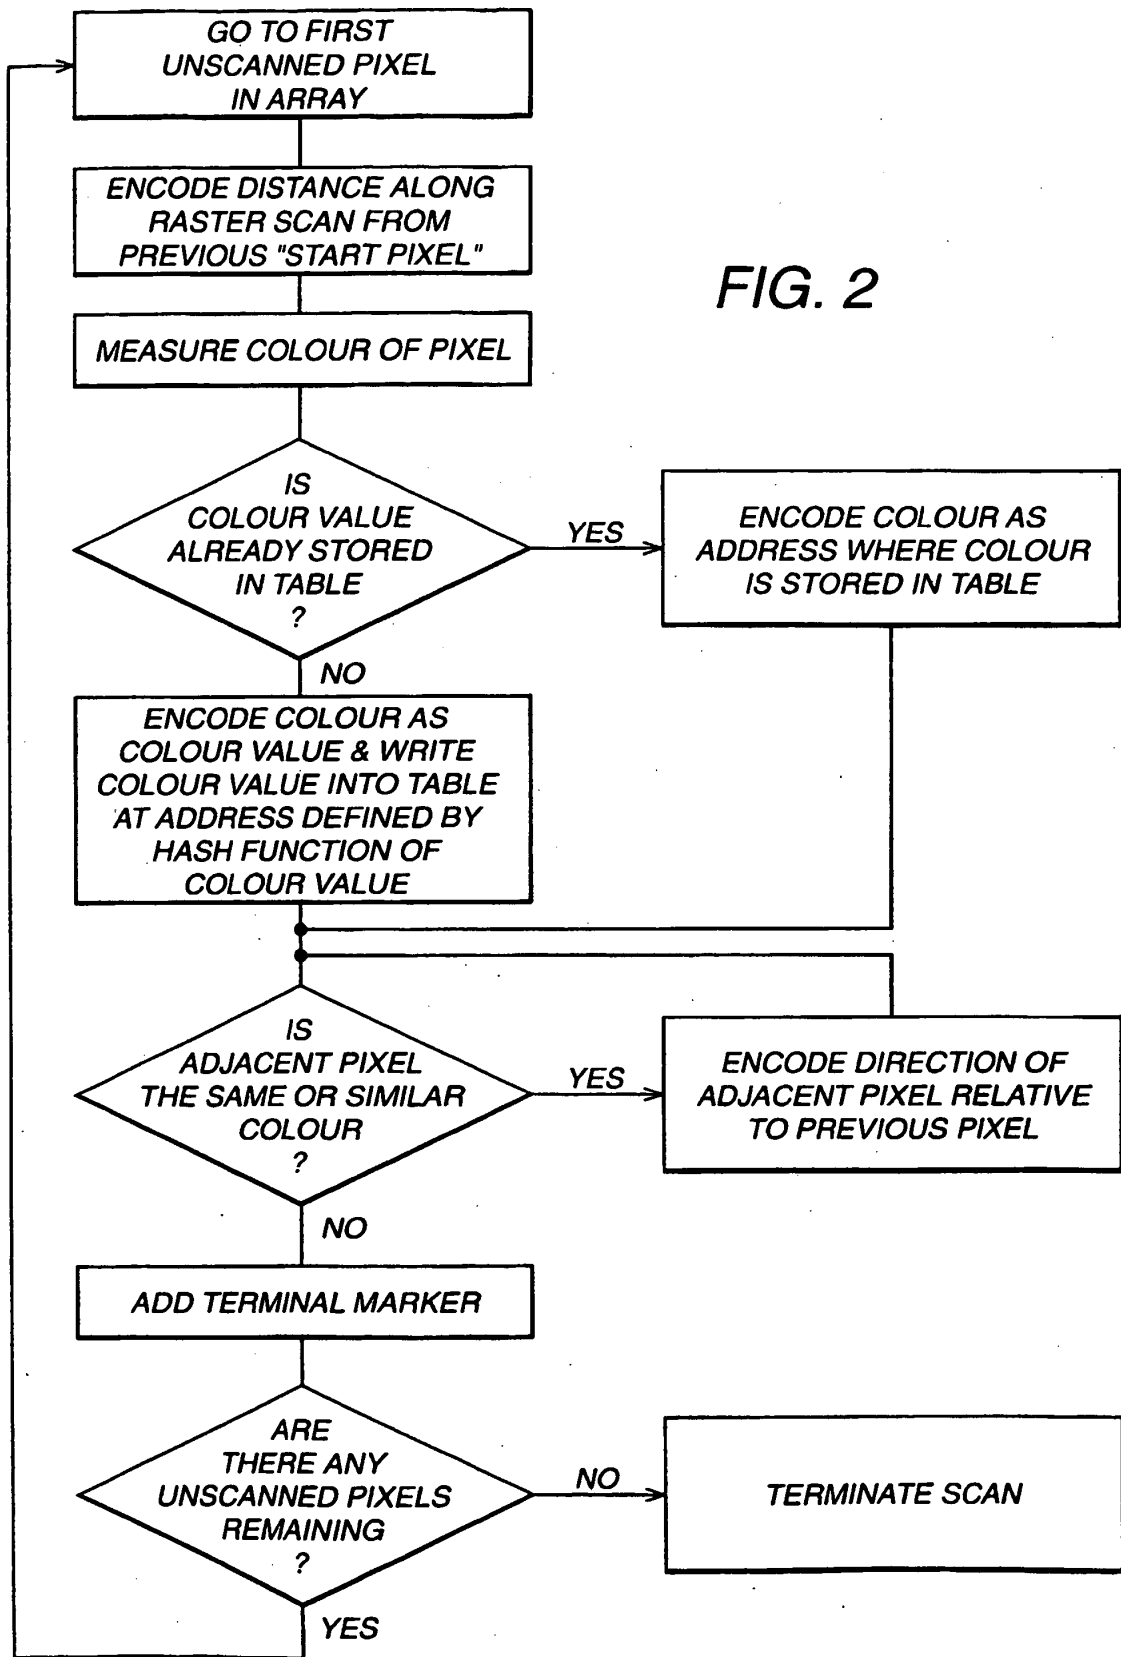 GO TO FIRST
UNSCANNED PIXEL
IN ARRAY
ENCODE DISTANCE ALONG
RASTER SCAN FROM
PREVIOUS "START PIXEL"
FIG. 2
MEASURE COLOUR OF PIXEL
IS
COLOUR VALUE
ALREADY STORED
IN TABLE
?
YES
ENCODE COLOUR AS
ADDRESS WHERE COLOUR
IS STORED IN TABLE
NO
ENCODE COLOUR AS
COLOUR VALUE & WRITE
COLOUR VALUE INTO TABLE
AT ADDRESS DEFINED BY
HASH FUNCTION OF
COLOUR VALUE
IS
ADJACENT PIXEL
THE SAME OR SIMILAR
COLOUR
?
YES
ENCODE DIRECTION OF
ADJACENT PIXEL RELATIVE
TO PREVIOUS PIXEL
NO
ADD TERMINAL MARKER
ARE
THERE ANY
UNSCANNED PIXELS
REMAINING
?
NO
TERMINATE SCAN
YES